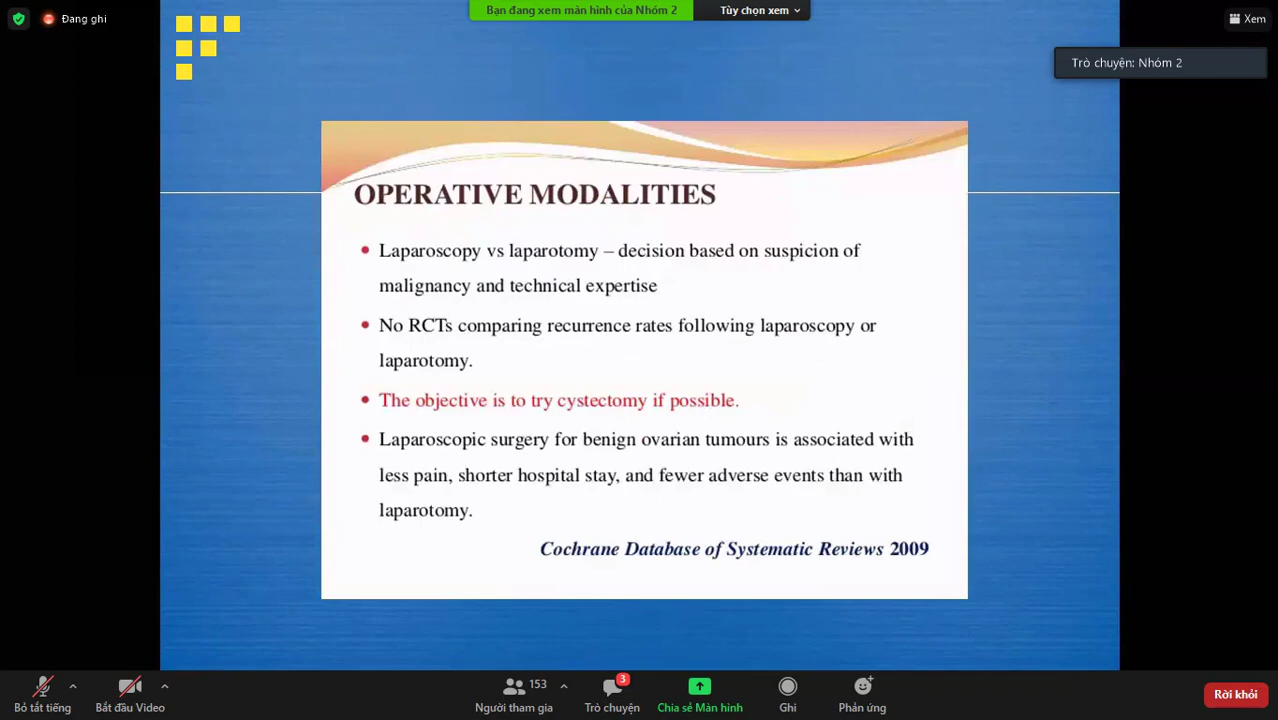 Đang ghi
Bạn đang xem màn hình của Nhóm 2
Tùy chọn xem
Xem
Trò chuyện: Nhóm 2
OPERATIVE MODALITIES
Laparoscopy vs laparotomy – decision based on suspicion of
malignancy and technical expertise
No RCTs comparing recurrence rates following laparoscopy or
laparotomy.
The objective is to try cystectomy if possible.
Laparoscopic surgery for benign ovarian tumours is associated with
less pain, shorter hospital stay, and fewer adverse events than with
laparotomy.
Cochrane Database of Systematic Reviews 2009
153
3
Bỏ tắt tiếng
Bắt đầu Video
Người tham gia
Trò chuyện
Chia sẻ Màn hình
Ghi
Phản ứng
Rời khỏi